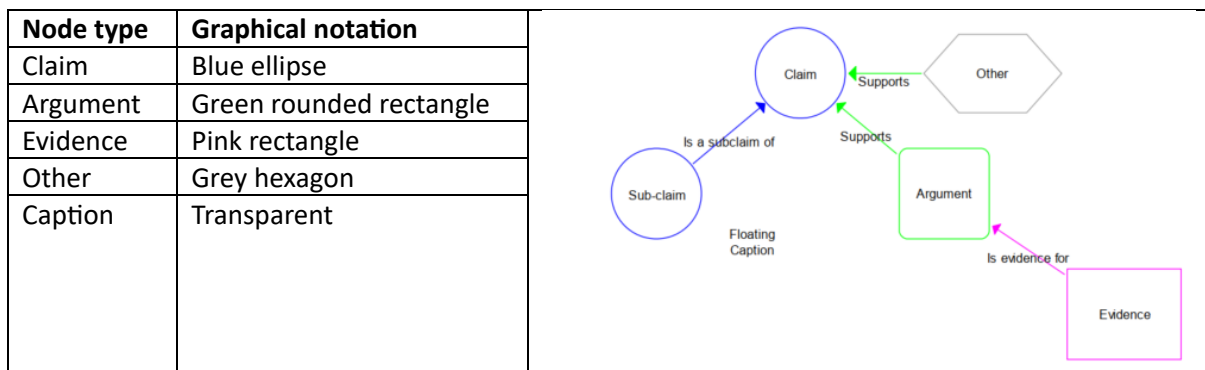 Node type Graphical notation
Claim Blue ellipse
Argument Green rounded rectangle
Evidence Pink rectangle
Other Grey hexagon
Caption Transparent
Claim
Supports
Other
Is a subclaim of
Supports
Sub-claim
Argument
Floating
Caption
Is evidence for
Evidence